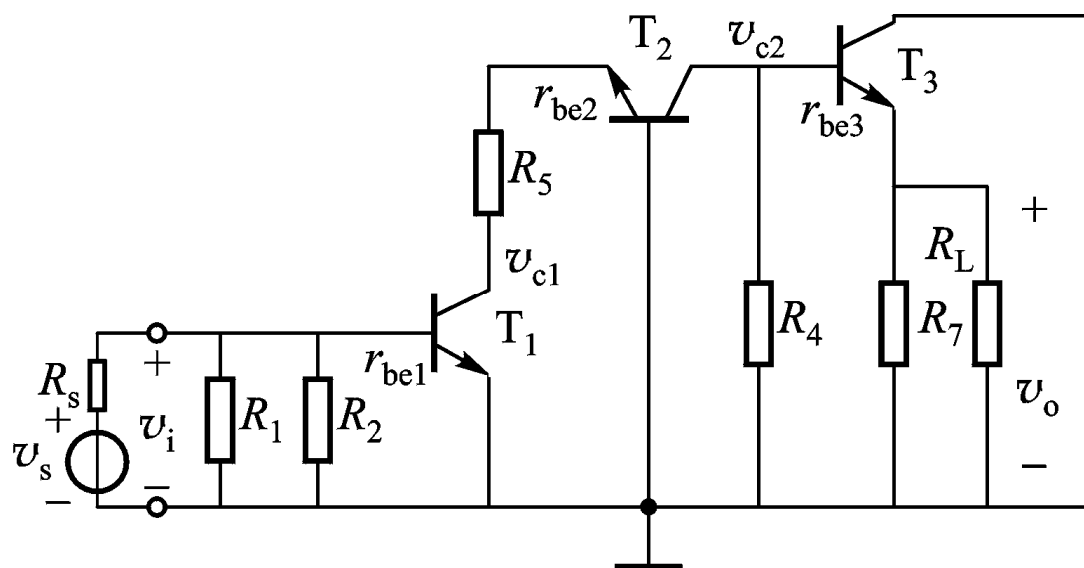 T2
vc2
T3
rbe2
rbe3
R5
vc1
T1
rbe1
+
RL
R4
R7
Rs
+
+
vs
vi
R1
R2
vo
−
−
−